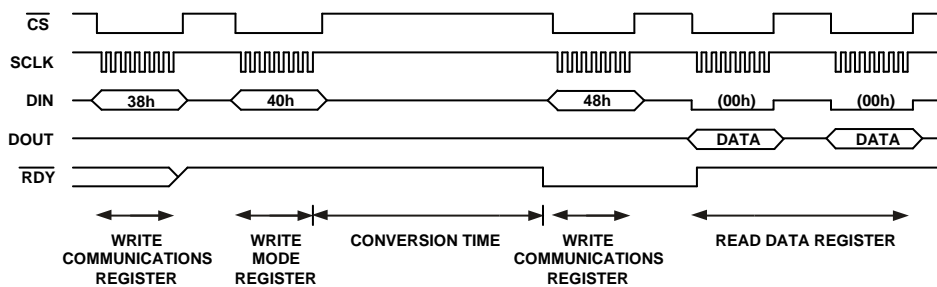 CS
SCLK
DIN 38h 40h 48h (00h) (00h)
DOUT DATA DATA
RDY
WRITE COMMUNICATIONS REGISTER
WRITE MODE REGISTER
CONVERSION TIME
WRITE COMMUNICATIONS REGISTER
READ DATA REGISTER